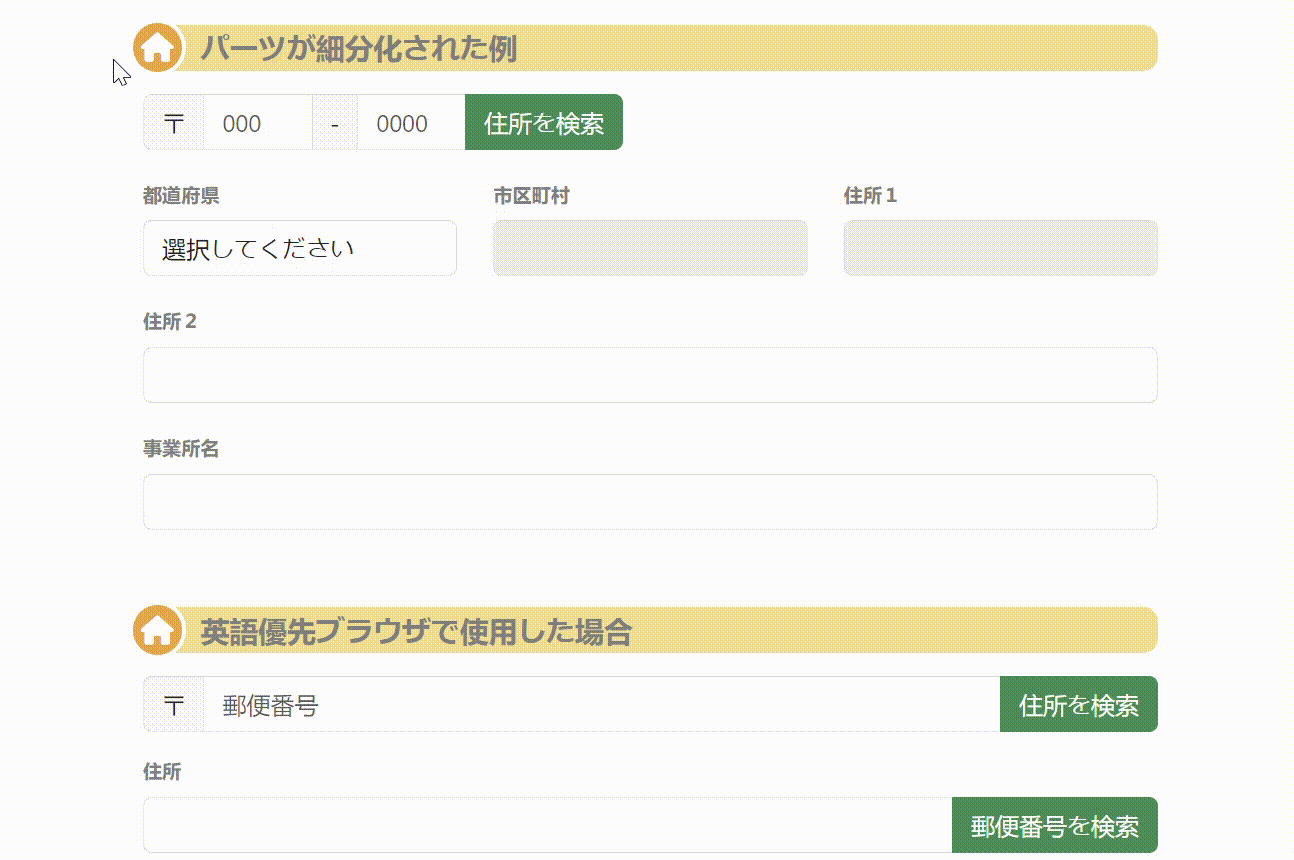 パーツが細分化された例
〒 000 - 0000 住所を検索
都道府県 市区町村 住所１
選択してください
住所２
事業所名
英語優先ブラウザで使用した場合
〒 郵便番号 住所を検索
住所
郵便番号を検索